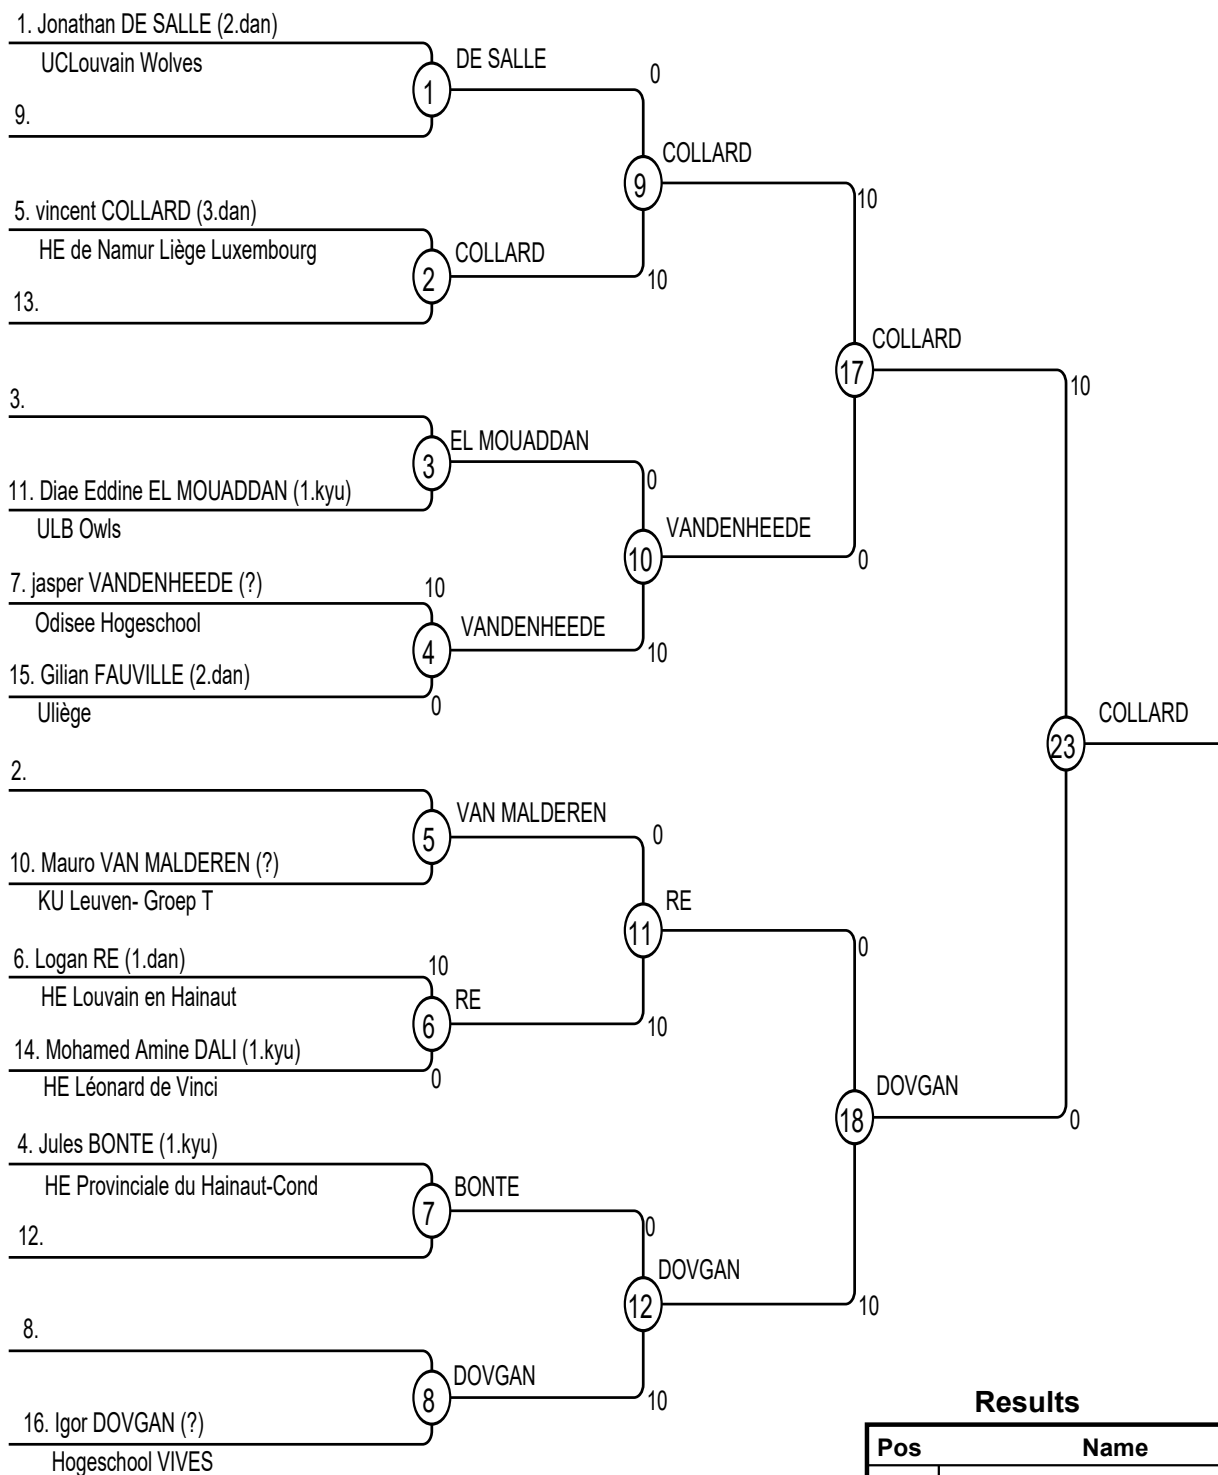 1. Jonathan DE SALLE (2.dan)
UCLouvain Wolves
9.
1
DE SALLE
0
5. vincent COLLARD (3.dan)
HE de Namur Liège Luxembourg
13.
2
COLLARD
10
9
COLLARD
10
3.
11. Diae Eddine EL MOUADDAN (1.kyu)
ULB Owls
3
EL MOUADDAN
0
7. jasper VANDENHEEDE (?)
10
Odisee Hogeschool
15. Gilian FAUVILLE (2.dan)
0
Uliège
4
VANDENHEEDE
10
10
VANDENHEEDE
0
17
COLLARD
10
2.
10. Mauro VAN MALDEREN (?)
KU Leuven- Groep T
5
VAN MALDEREN
0
6. Logan RE (1.dan)
10
HE Louvain en Hainaut
14. Mohamed Amine DALI (1.kyu)
0
HE Léonard de Vinci
6
RE
10
11
RE
0
4. Jules BONTE (1.kyu)
HE Provinciale du Hainaut-Cond
12.
7
BONTE
0
8.
16. Igor DOVGAN (?)
Hogeschool VIVES
8
DOVGAN
10
12
DOVGAN
10
18
DOVGAN
0
23
COLLARD
Results
Pos Name